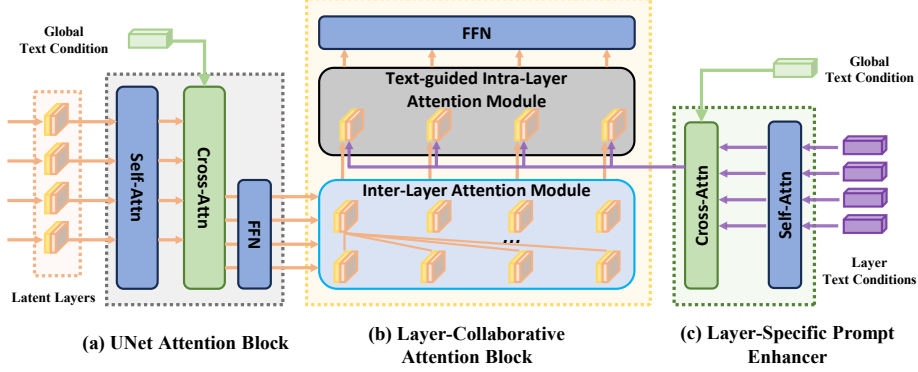 Global
Text Condition
Self-Attn
Cross-Attn
FFN
Latent Layers
(a) UNet Attention Block
FFN
Text-guided Intra-Layer
Attention Module
Inter-Layer Attention Module
...
(b) Layer-Collaborative
Attention Block
Global
Text Condition
Cross-Attn
Self-Attn
Layer
Text Conditions
(c) Layer-Specific Prompt
Enhancer